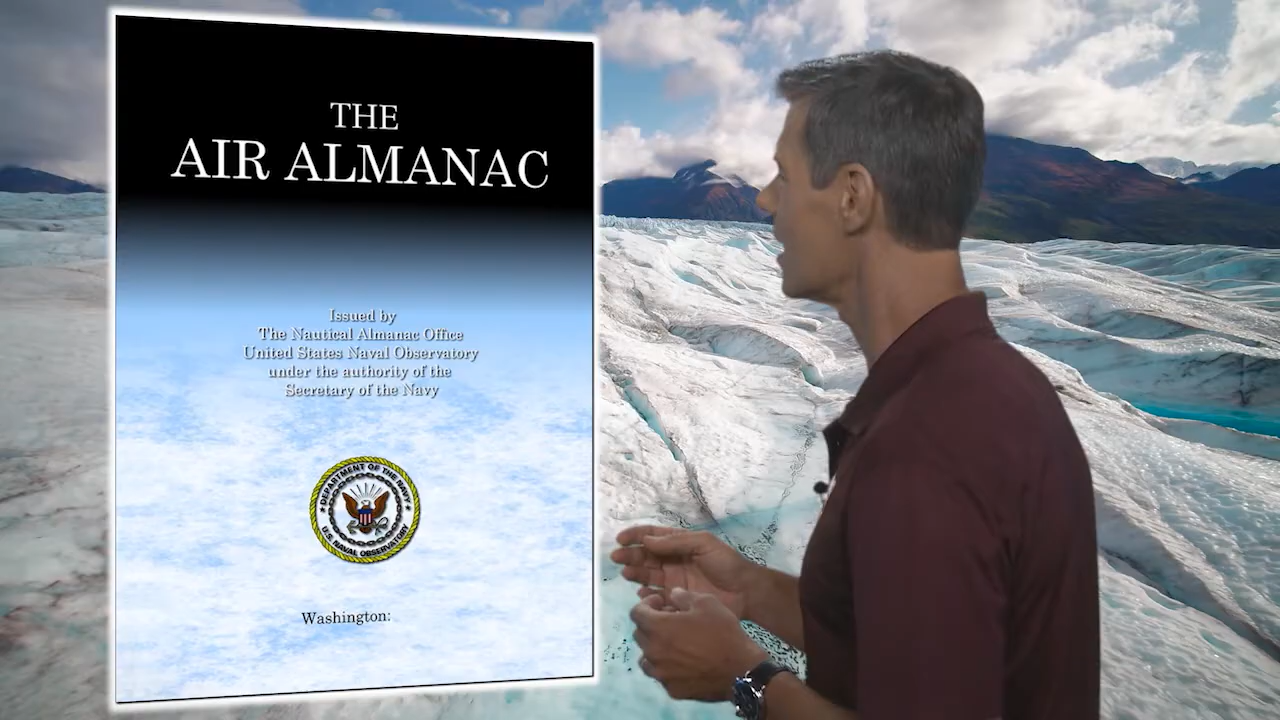 THE
AIR ALMANAC
Issued by
The Nautical Almanac Office
United States Naval Observatory
under the authority of the
Secretary of the Navy
DEPARTMENT OF THE NAVY
U.S. NAVAL OBSERVATORY
Washington: